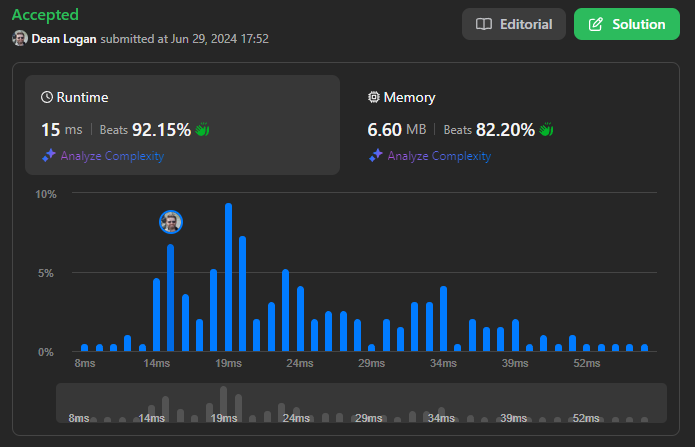 Accepted
Dean Logan submitted at Jun 29, 2024 17:52
Editorial
Solution
Runtime
15 ms | Beats 92.15%
Analyze Complexity
Memory
6.60 MB | Beats 82.20%
Analyze Complexity
10%
5%
0%
8ms 14ms 19ms 24ms 29ms 34ms 39ms 52ms
8ms 14ms 19ms 24ms 29ms 34ms 39ms 52ms